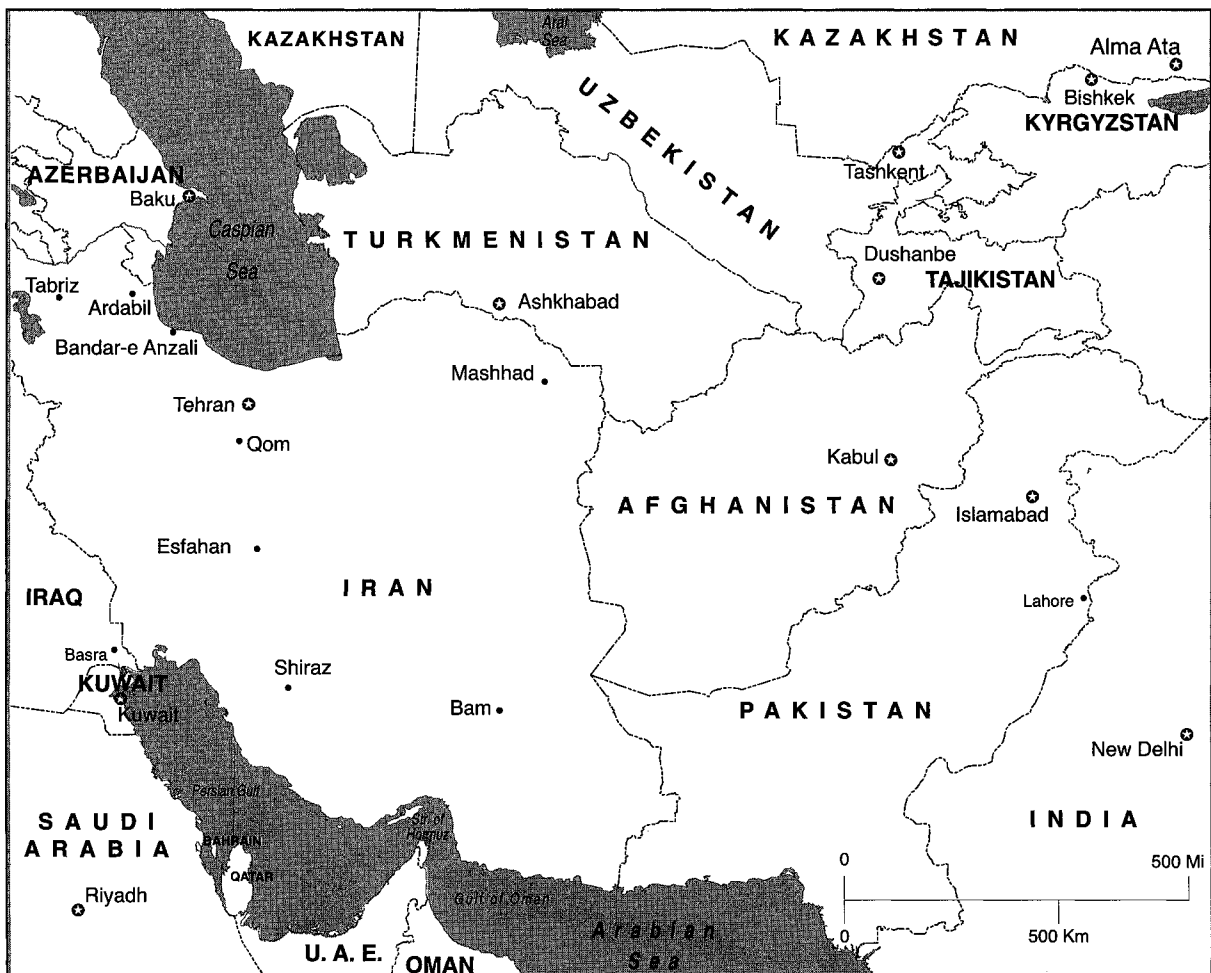 Aral
Sea
KAZAKHSTAN
KAZAKHSTAN
Alma Ata
Bishkek
KYRGYZSTAN
UZBEKISTAN
Tashkent
AZERBAIJAN
Baku
Caspian
Sea
TURKMENISTAN
Dushanbe
TAJIKISTAN
Tabriz
Ardabil
Ashkhabad
Bandar-e Anzali
Mashhad
Tehran
Qom
Kabul
AFGHANISTAN
Islamabad
Esfahan
IRAN
IRAQ
Lahore
Basra
Shiraz
KUWAIT
Kuwait
Bam
PAKISTAN
New Delhi
Persian Gulf
SAUDI
ARABIA
Str. of
Hormuz
INDIA
BAHRAIN
QATAR
0
500 Mi
Riyadh
Gulf of Oman
Arabian
Sea
0
500 Km
U. A. E.
OMAN